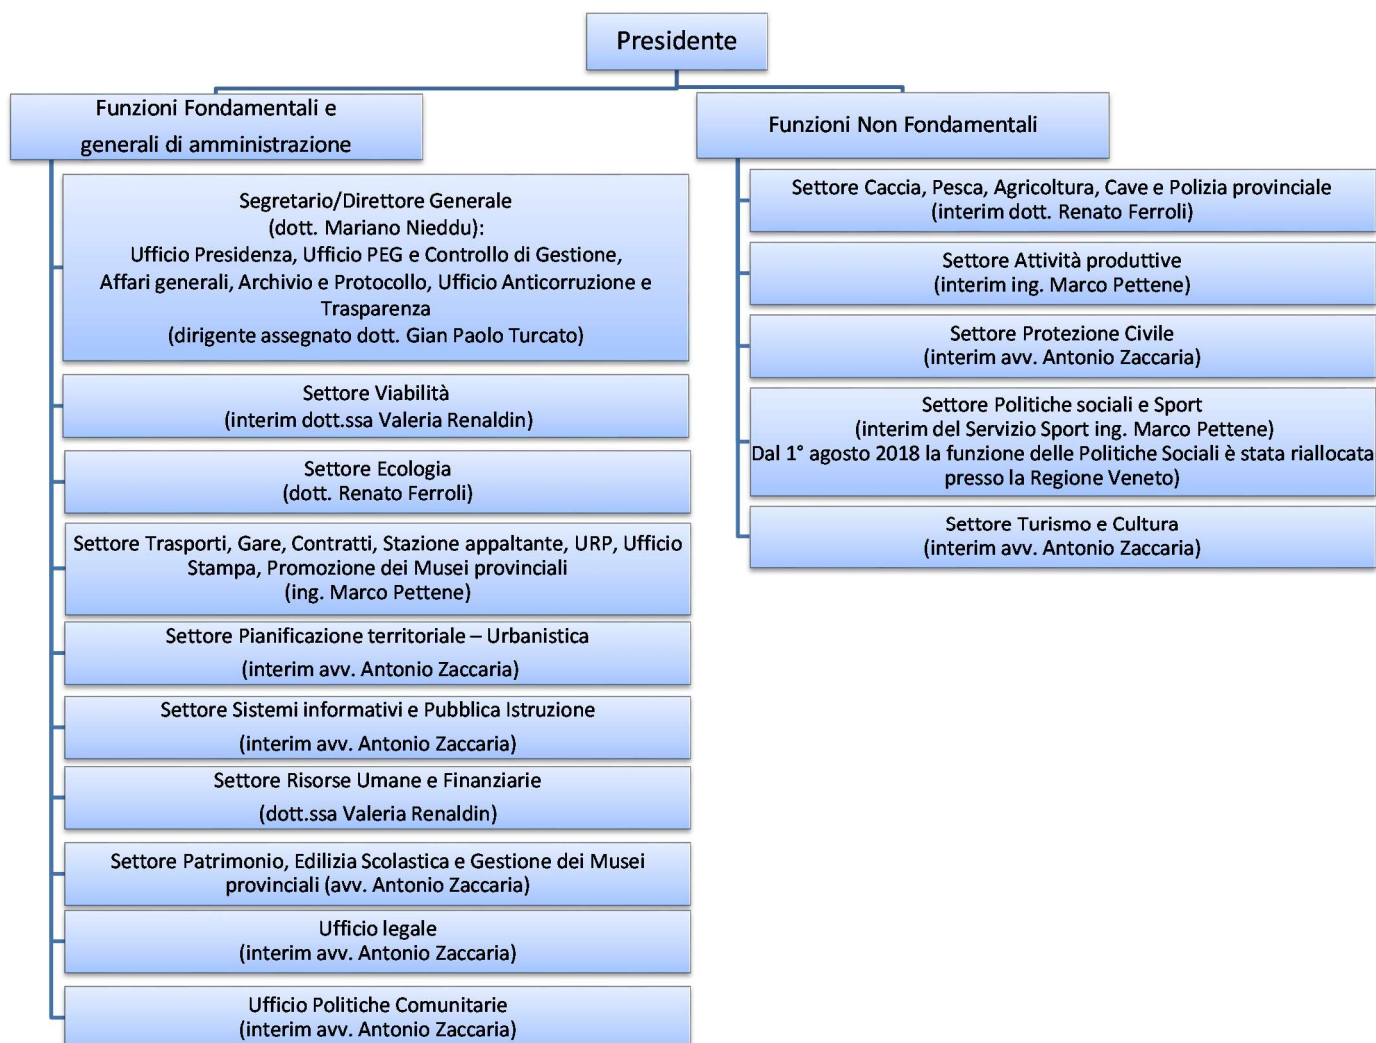 Presidente
Funzioni Fondamentali e
generali di amministrazione
Segretario/Direttore Generale
(dott. Mariano Nieddu):
Ufficio Presidenza, Ufficio PEG e Controllo di Gestione,
Affari generali, Archivio e Protocollo, Ufficio Anticorruzione e
Trasparenza
(dirigente assegnato dott. Gian Paolo Turcato)
Settore Viabilità
(interim dott.ssa Valeria Renaldin)
Settore Ecologia
(dott. Renato Ferroli)
Settore Trasporti, Gare, Contratti, Stazione appaltante, URP, Ufficio
Stampa, Promozione dei Musei provinciali
(ing. Marco Pettene)
Settore Pianificazione territoriale – Urbanistica
(interim avv. Antonio Zaccaria)
Settore Sistemi informativi e Pubblica Istruzione
(interim avv. Antonio Zaccaria)
Settore Risorse Umane e Finanziarie
(dott.ssa Valeria Renaldin)
Settore Patrimonio, Edilizia Scolastica e Gestione dei Musei
provinciali (avv. Antonio Zaccaria)
Ufficio legale
(interim avv. Antonio Zaccaria)
Ufficio Politiche Comunitarie
(interim avv. Antonio Zaccaria)
Funzioni Non Fondamentali
Settore Caccia, Pesca, Agricoltura, Cave e Polizia provinciale
(interim dott. Renato Ferroli)
Settore Attività produttive
(interim ing. Marco Pettene)
Settore Protezione Civile
(interim avv. Antonio Zaccaria)
Settore Politiche sociali e Sport
(interim del Servizio Sport ing. Marco Pettene)
Dal 1° agosto 2018 la funzione delle Politiche Sociali è stata riallocata
presso la Regione Veneto)
Settore Turismo e Cultura
(interim avv. Antonio Zaccaria)